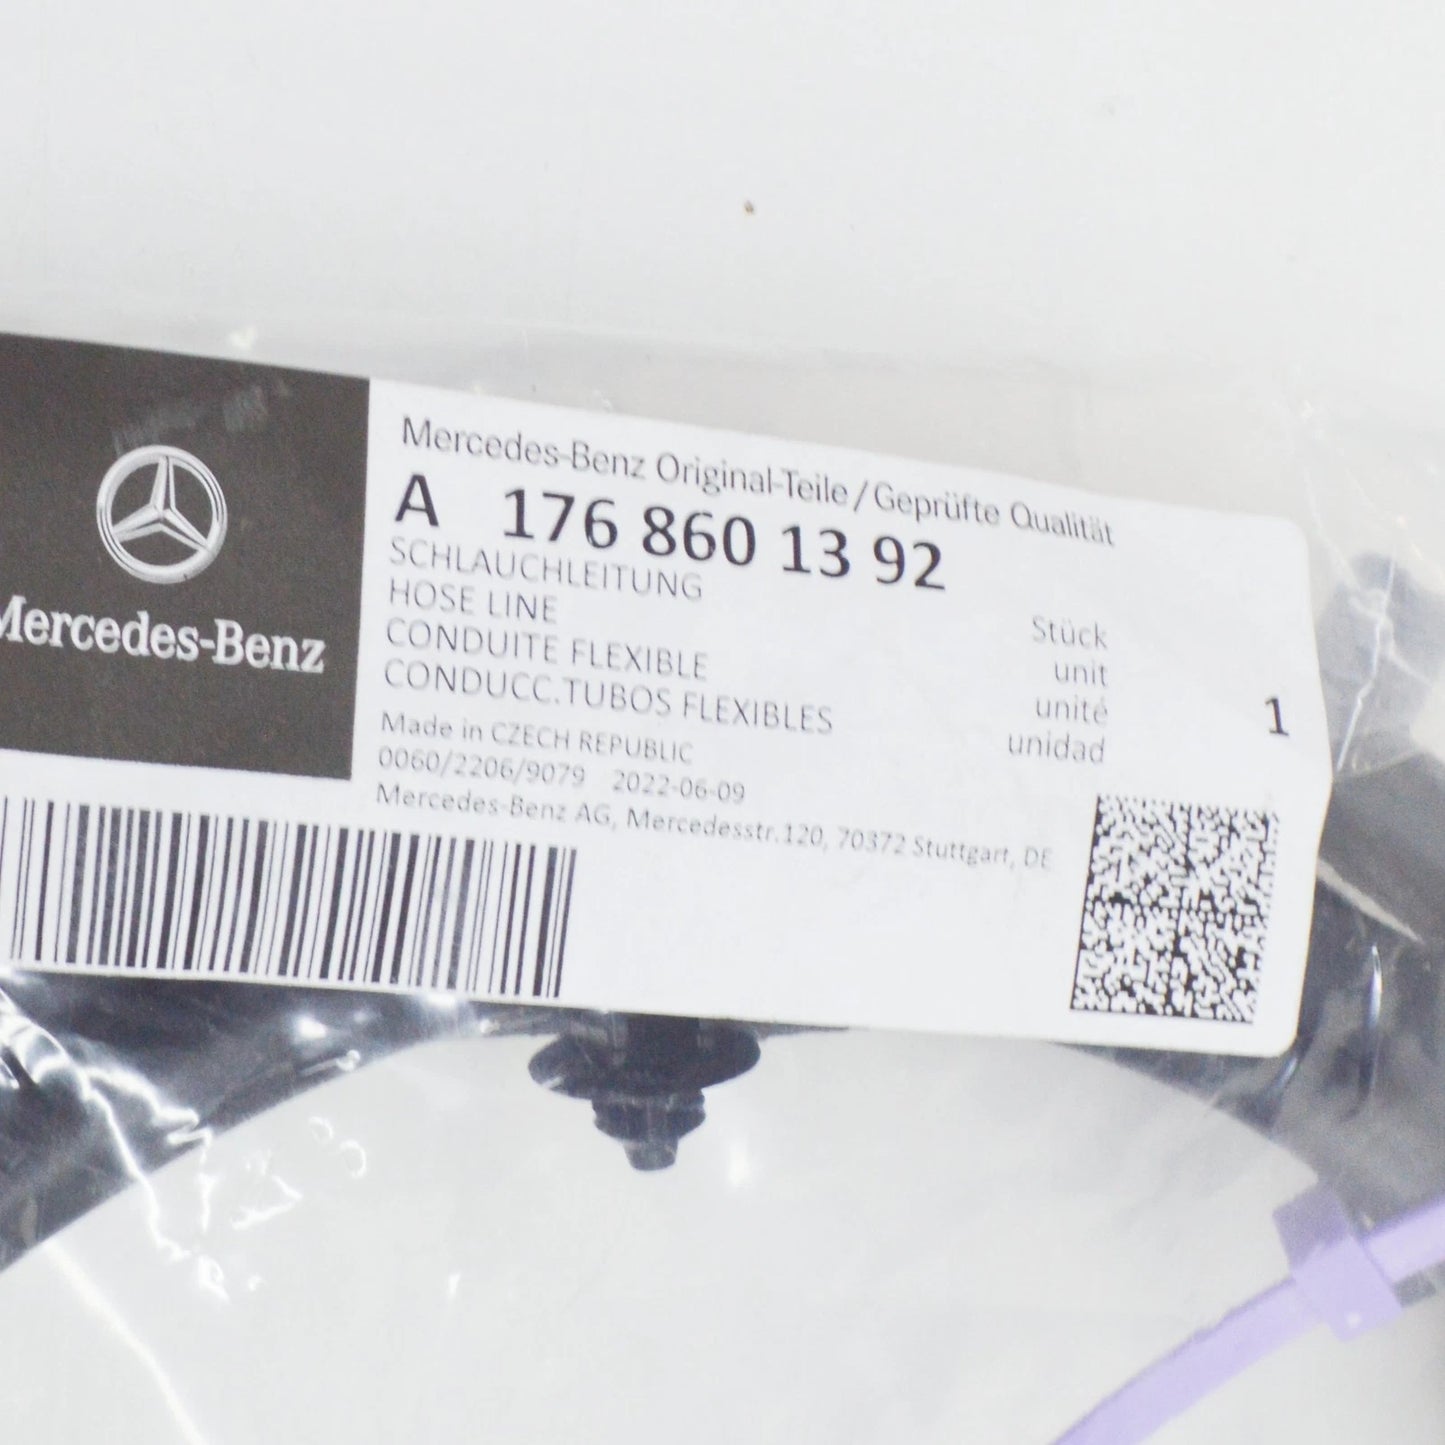 Mercedes-Benz
Mercedes-Benz Original-Teile/Geprüfte Qualität
A 176 860 13 92
SCHLAUCHLEITUNG
HOSE LINE
CONDUITE FLEXIBLE
CONDUCC.TUBOS FLEXIBLES
Stück
unit
unité
unidad
1
Made in CZECH REPUBLIC
0060/2206/9079 2022-06-09
Mercedes-Benz AG, Mercedesstr.120, 70372 Stuttgart, DE